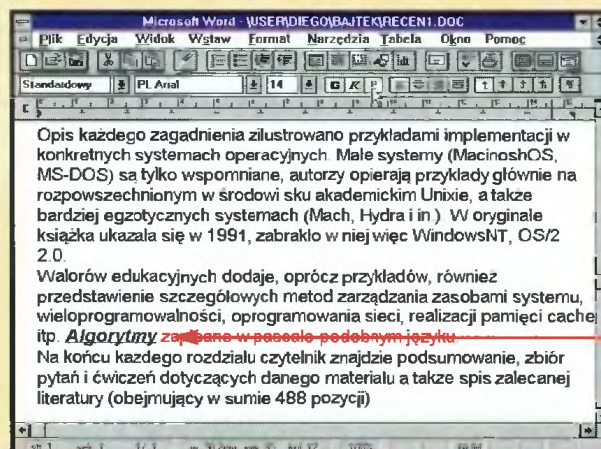 Microsoft Word - \USER\DIEGO\BAJTEK\RECEN1.DOC
Plik Edycja Widok Wstaw Format Narzędzia Tabela Okno Pomoc
Standardowy PL Arial 14 G K P
Opis każdego zagadnienia zilustrowano przykładami implementacji w
konkretnych systemach operacyjnych. Małe systemy (MacinoshOS,
MS-DOS) są tylko wspomniane, autorzy opierają przykłady głównie na
rozpowszechnionym w środowi sku akademickim Unixie, a także
bardziej egzotycznych systemach (Mach, Hydra i in.). W oryginale
książka ukazała się w 1991, zabrakło w niej więc WindowsNT, OS/2
2.0.
Walorów edukacyjnych dodaje, oprócz przykładów, również
przedstawienie szczegółowych metod zarządzania zasobami systemu,
wieloprogramowalności, oprogramowania sieci, realizacji pamięci cache
itp. Algorytmy zapisano w pascalo-podobnym języku
Na końcu każdego rozdziału czytelnik znajdzie podsumowanie, zbiór
pytań i ćwiczeń dotyczących danego materiału a także spis zalecanej
literatury (obejmujący w sumie 488 pozycji)